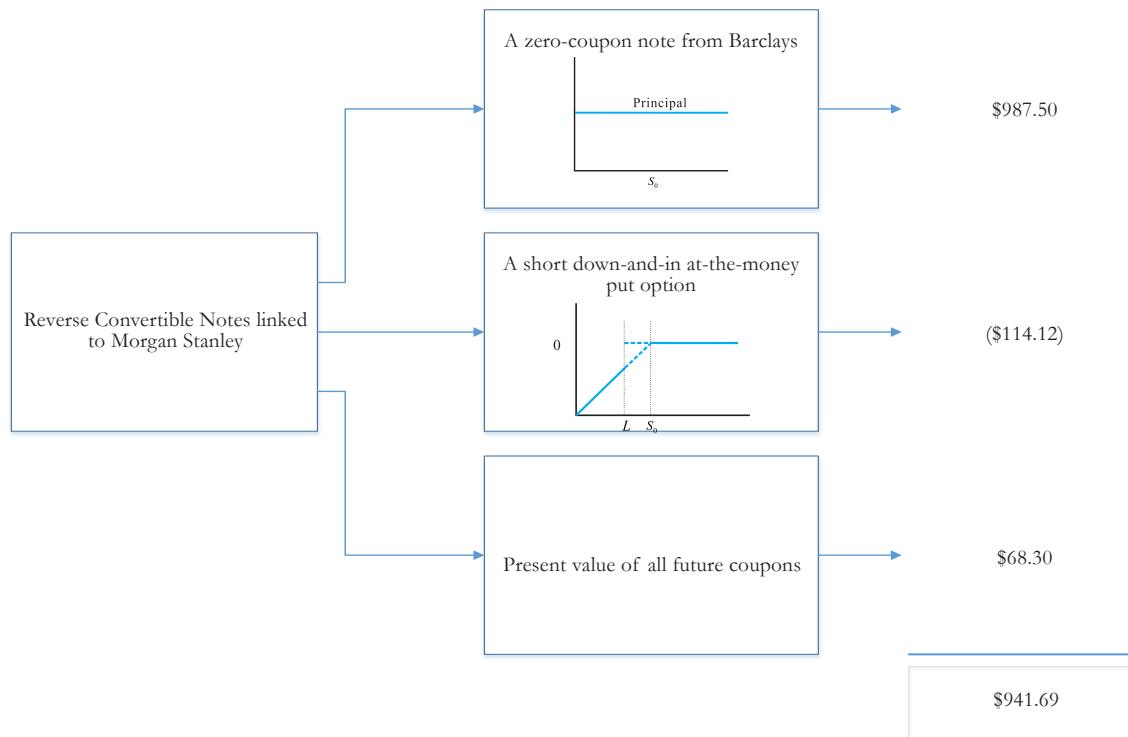 A zero-coupon note from Barclays
Principal
S₀
$987.50
Reverse Convertible Notes linked
to Morgan Stanley
A short down-and-in at-the-money
put option
0
L S₀
($114.12)
Present value of all future coupons
$68.30
$941.69